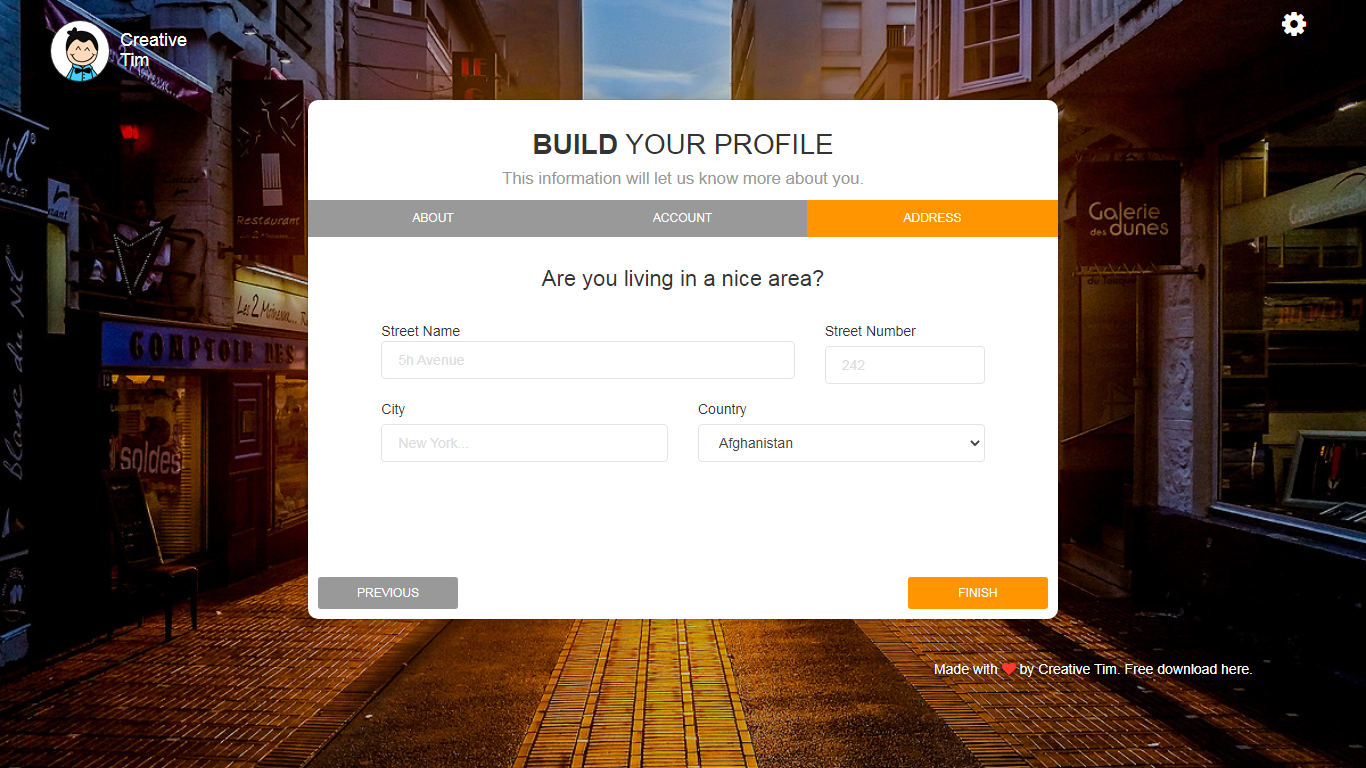 Creative
Tim
BUILD YOUR PROFILE
This information will let us know more about you.
ABOUT
ACCOUNT
ADDRESS
Are you living in a nice area?
Street Name
Street Number
5h Avenue
242
City
Country
New York...
Afghanistan
PREVIOUS
FINISH
Made with by Creative Tim. Free download here.
Restaurant
Galerie
des dunes
Les 2 Moineaux...
COMPTOIR DES
soldes
Blanc du Nil